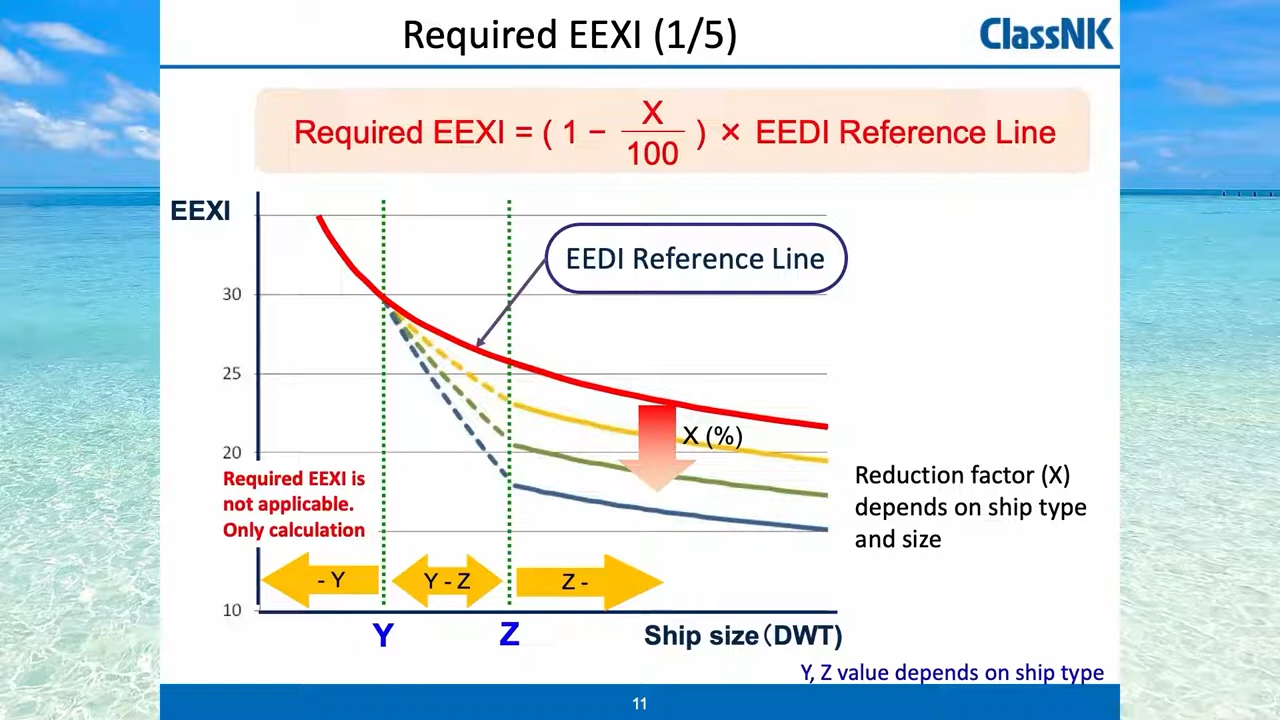 Required EEXI (1/5)
ClassNK
Required EEXI = ( 1 − X/100 ) × EEDI Reference Line
EEXI
EEDI Reference Line
30
25
20
X (%)
Required EEXI is
not applicable.
Only calculation
Reduction factor (X)
depends on ship type
and size
- Y
Y - Z
Z -
10
Y
Z
Ship size (DWT)
Y, Z value depends on ship type
11